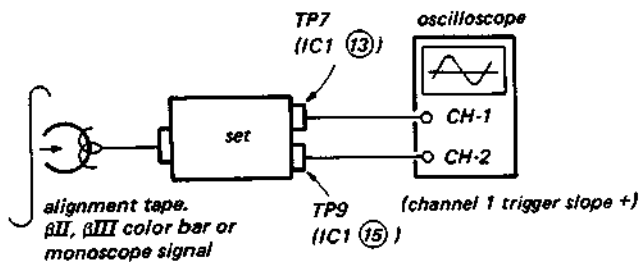 TP7
(IC1 ⑬)
oscilloscope
set
CH-1
CH-2
alignment tape.
βII, βIII color bar or
monoscope signal
TP9
(IC1 ⑮)
(channel 1 trigger slope +)